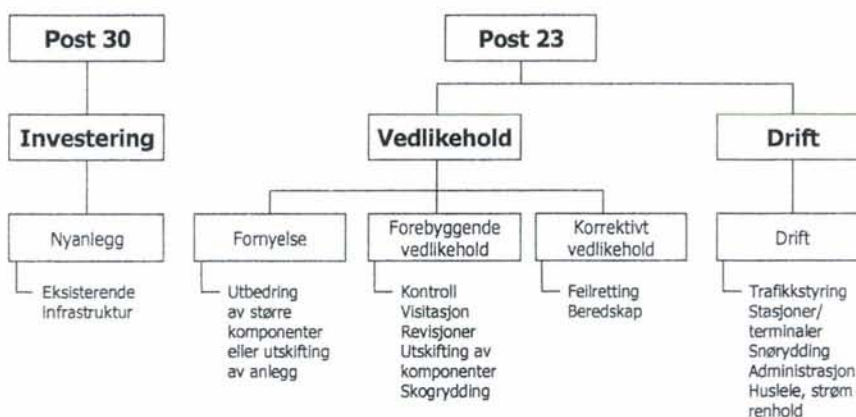 Post 30
Post 23
Investering
Vedlikehold
Drift
Nyanlegg
Fornyelse
Forebyggende
vedlikehold
Korrektivt
vedlikehold
Drift
Eksisterende
infrastruktur
Utbedring
av større
komponenter
eller utskifting
av anlegg
Kontroll
Visitasjon
Revisjoner
Utskifting av
komponenter
Skogrydding
Feilretting
Beredskap
Trafikkstyring
Stasjoner/
terminaler
Snørydding
Administrasjon
Husleie, strøm
renhold